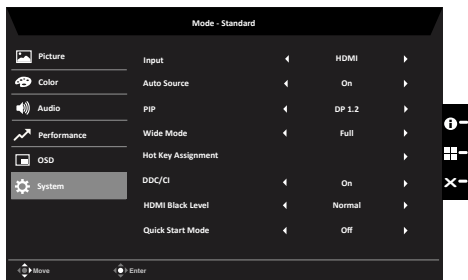 Mode - Standard
Picture
Color
Audio
Performance
OSD
System
Input HDMI
Auto Source On
PIP DP 1.2
Wide Mode Full
Hot Key Assignment
DDC/CI On
HDMI Black Level Normal
Quick Start Mode Off
Move Enter